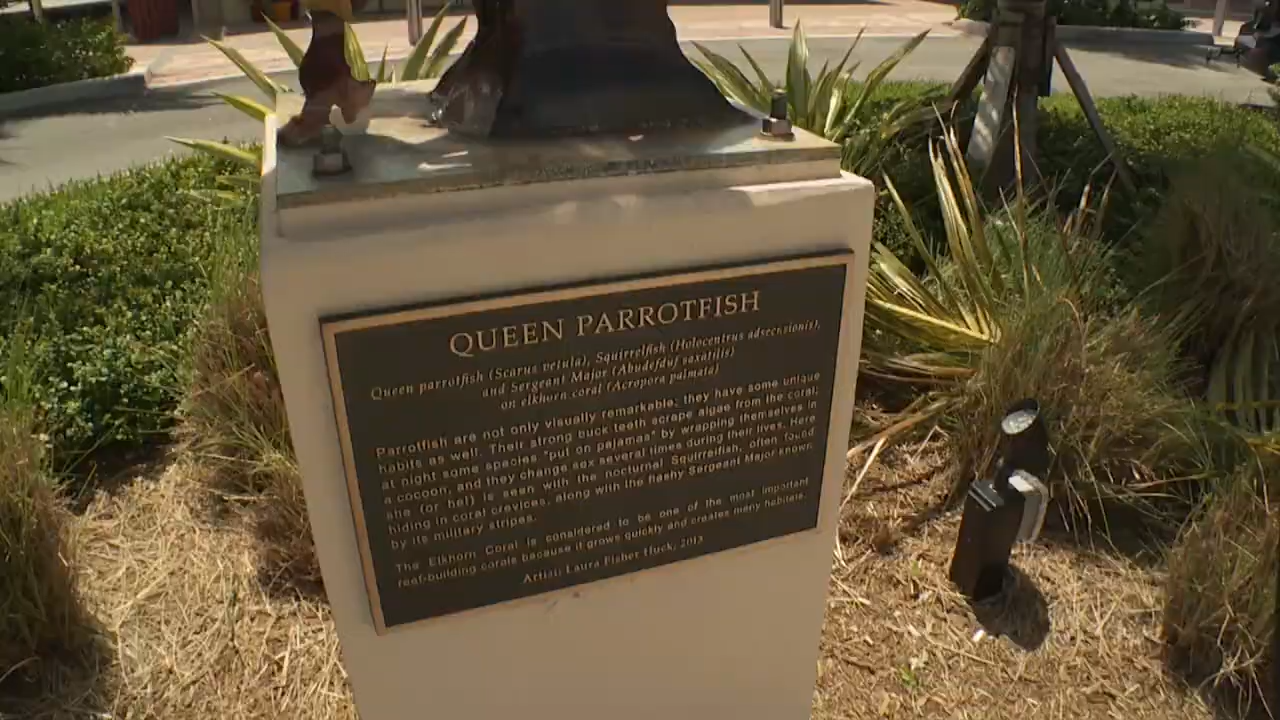 QUEEN PARROTFISH
Queen parrotfish (Scarus vetula), Squirrelfish (Holocentrus adsecnsionis),
and Sergeant Major (Abudefduf saxatilis)
on elkhorn coral (Acropora palmata)
Parrotfish are not only visually remarkable; they have some unique
habits as well. Their strong buck teeth scrape algae from the coral;
at night some species "put on pajamas" by wrapping themselves in
a cocoon, and they change sex several times during their lives. Here
she (or he!) is seen with the nocturnal Squirrelfish, often found
hiding in coral crevices, along with the flashy Sergeant Major known
by its military stripes.
The Elkhorn Coral is considered to be one of the most important
reef-building corals because it grows quickly and creates many habitats.
Artist: Laura Fisher Huck, 2013